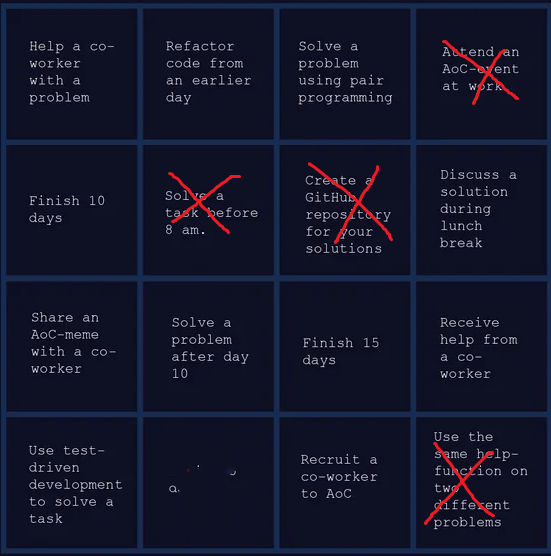 Help a co-
worker
with a
problem
Refactor
code from
an earlier
day
Solve a
problem
using pair
programming
Attend an
AoC-event
at work
Finish 10
days
Solve a
task before
8 am.
Create a
GitHub
repository
for your
solutions
Discuss a
solution
during
lunch
break
Share an
AoC-meme
with a co-
worker
Solve a
problem
after day
10
Finish 15
days
Receive
help from
a co-
worker
Use test-
driven
development
to solve a
task
Recruit a
co-worker
to AoC
Use the
same help-
function on
two
different
problems